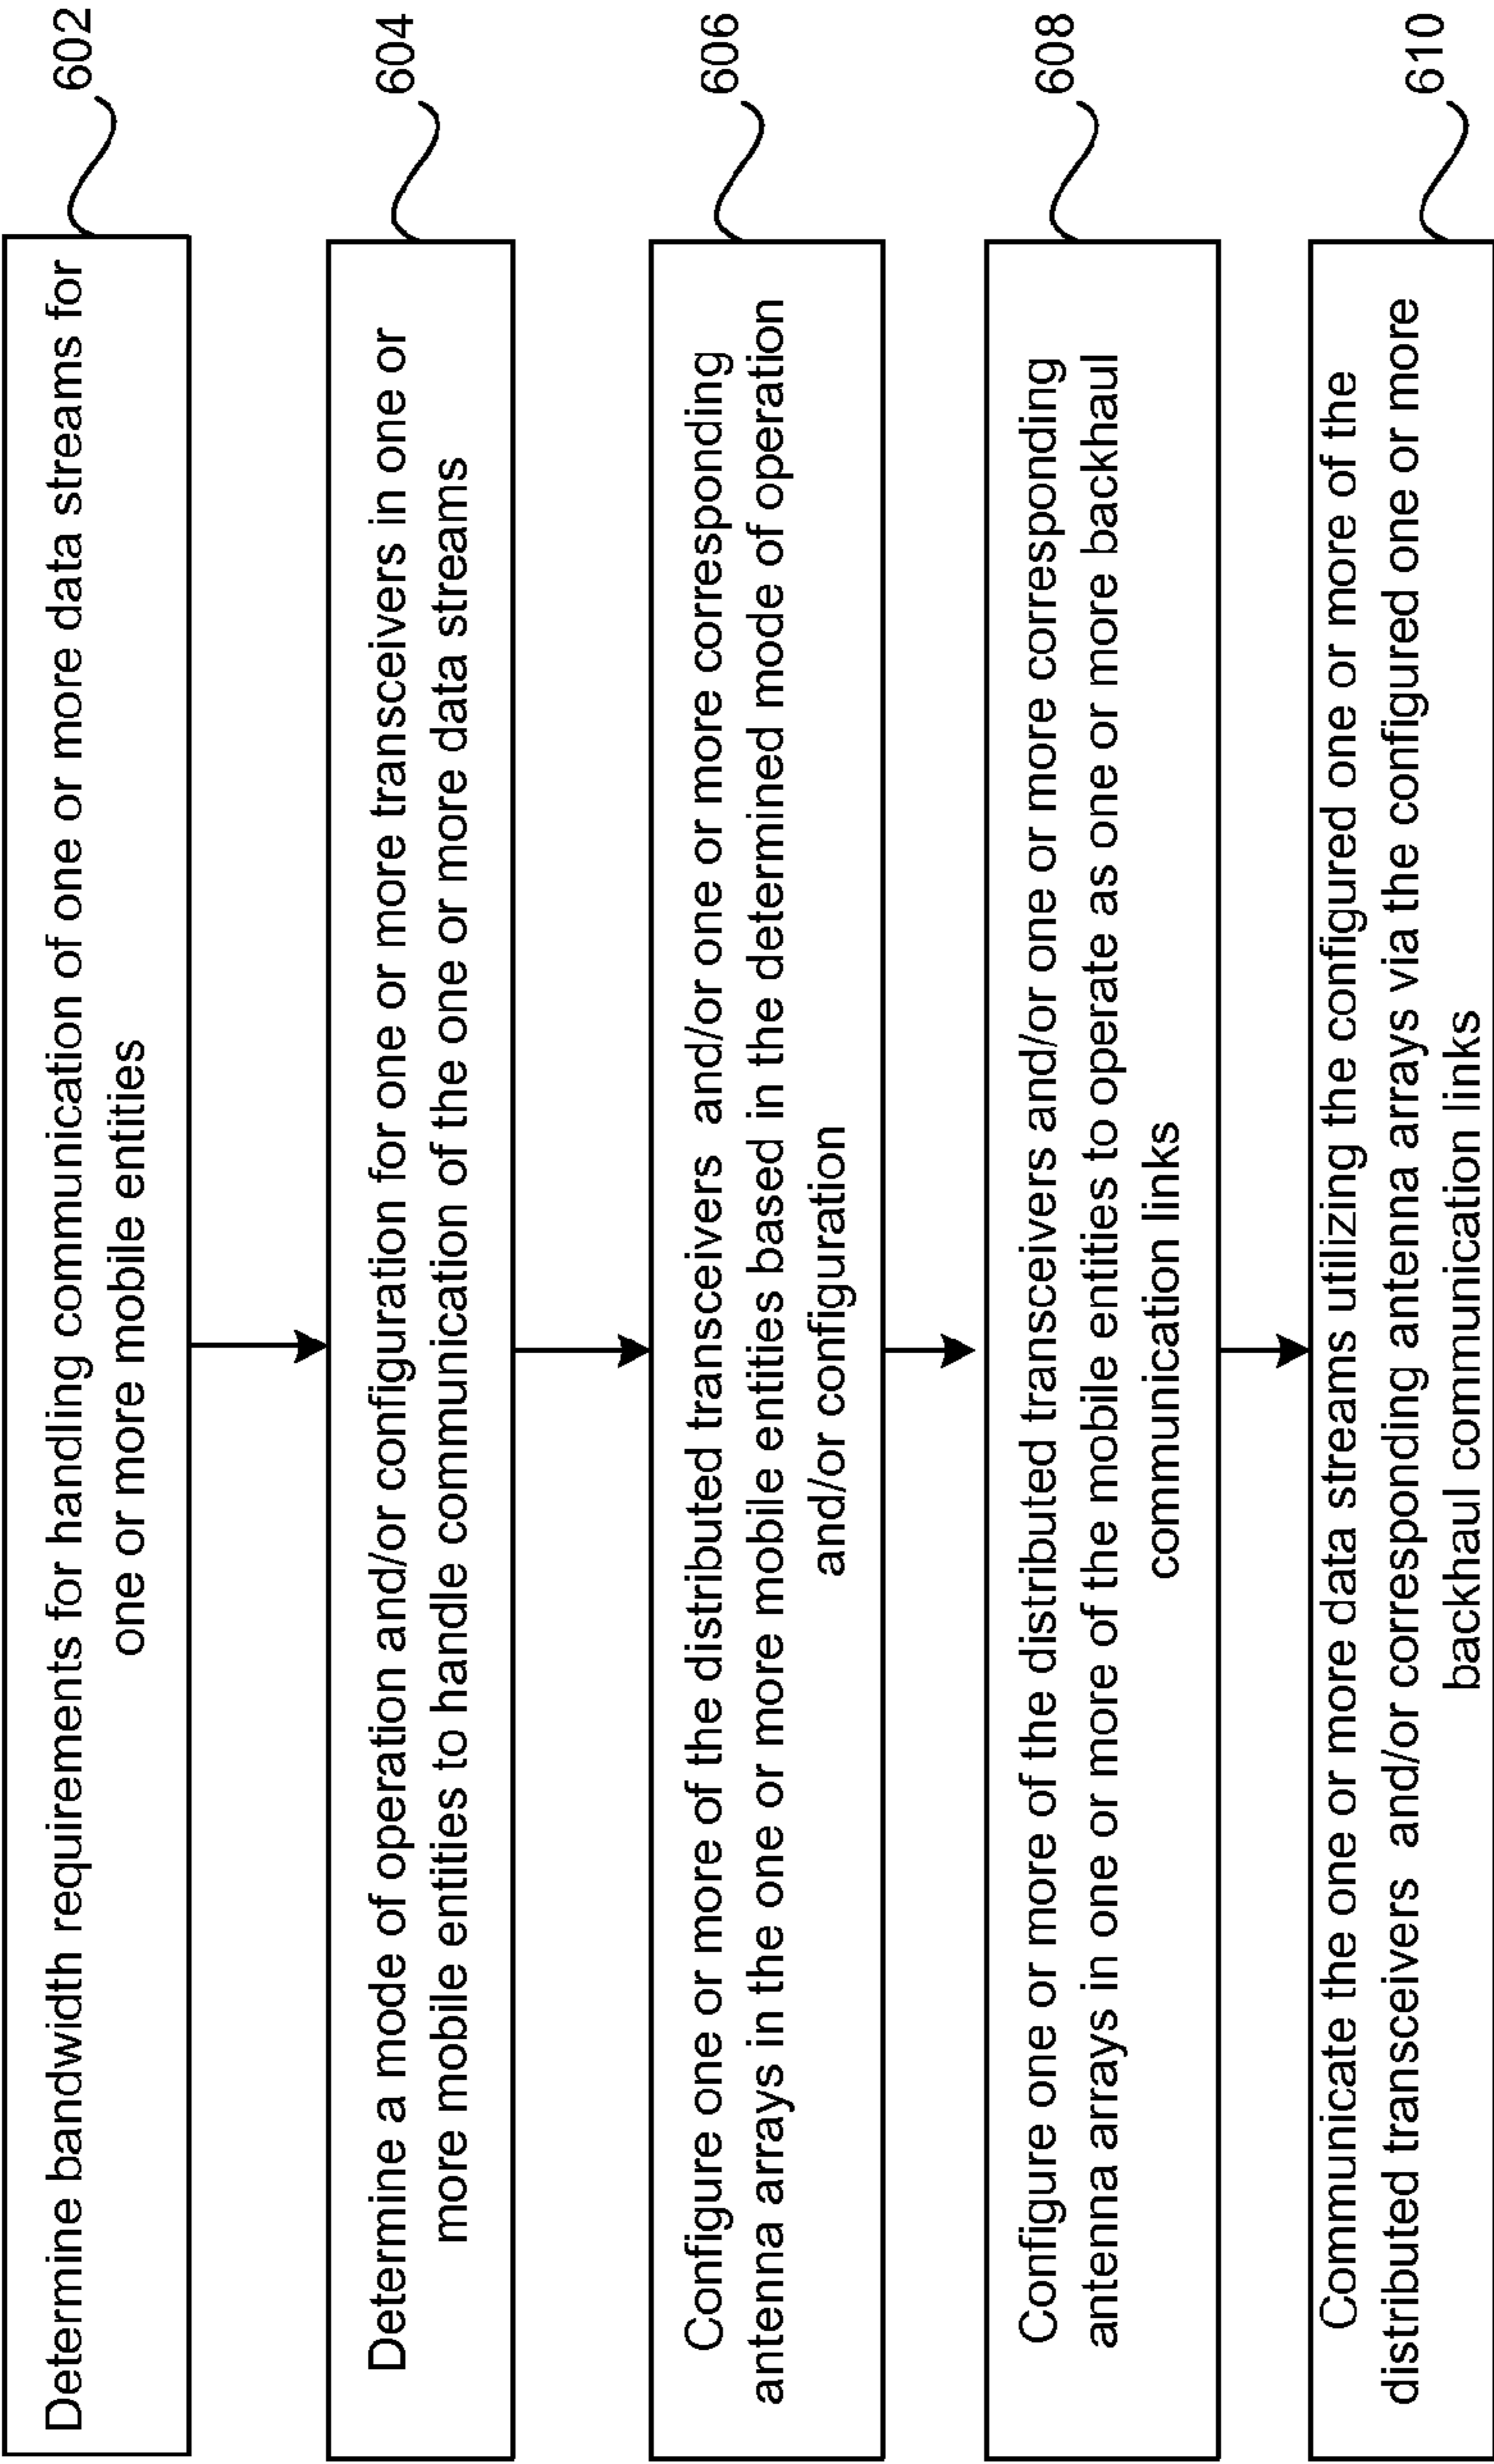 602
Determine bandwidth requirements for handling communication of one or more data streams for
one or more mobile entities
604
Determine a mode of operation and/or configuration for one or more transceivers in one or
more mobile entities to handle communication of the one or more data streams
606
Configure one or more of the distributed transceivers and/or one or more corresponding
antenna arrays in the one or more mobile entities based in the determined mode of operation
and/or configuration
608
Configure one or more of the distributed transceivers and/or one or more corresponding
antenna arrays in one or more of the mobile entities to operate as one or more backhaul
communication links
610
Communicate the one or more data streams utilizing the configured one or more of the
distributed transceivers and/or corresponding antenna arrays via the configured one or more
backhaul communication links